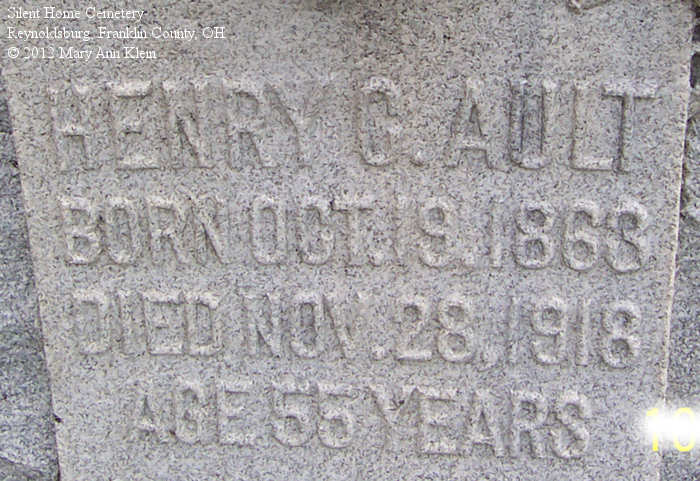 Silent Home Cemetery
Reynoldsburg, Franklin County, OH
© 2012 Mary Ann Klein
HENRY C. AULT
BORN OCT. 19. 1863
DIED NOV. 28. 1918
AGE 55 YEARS
10